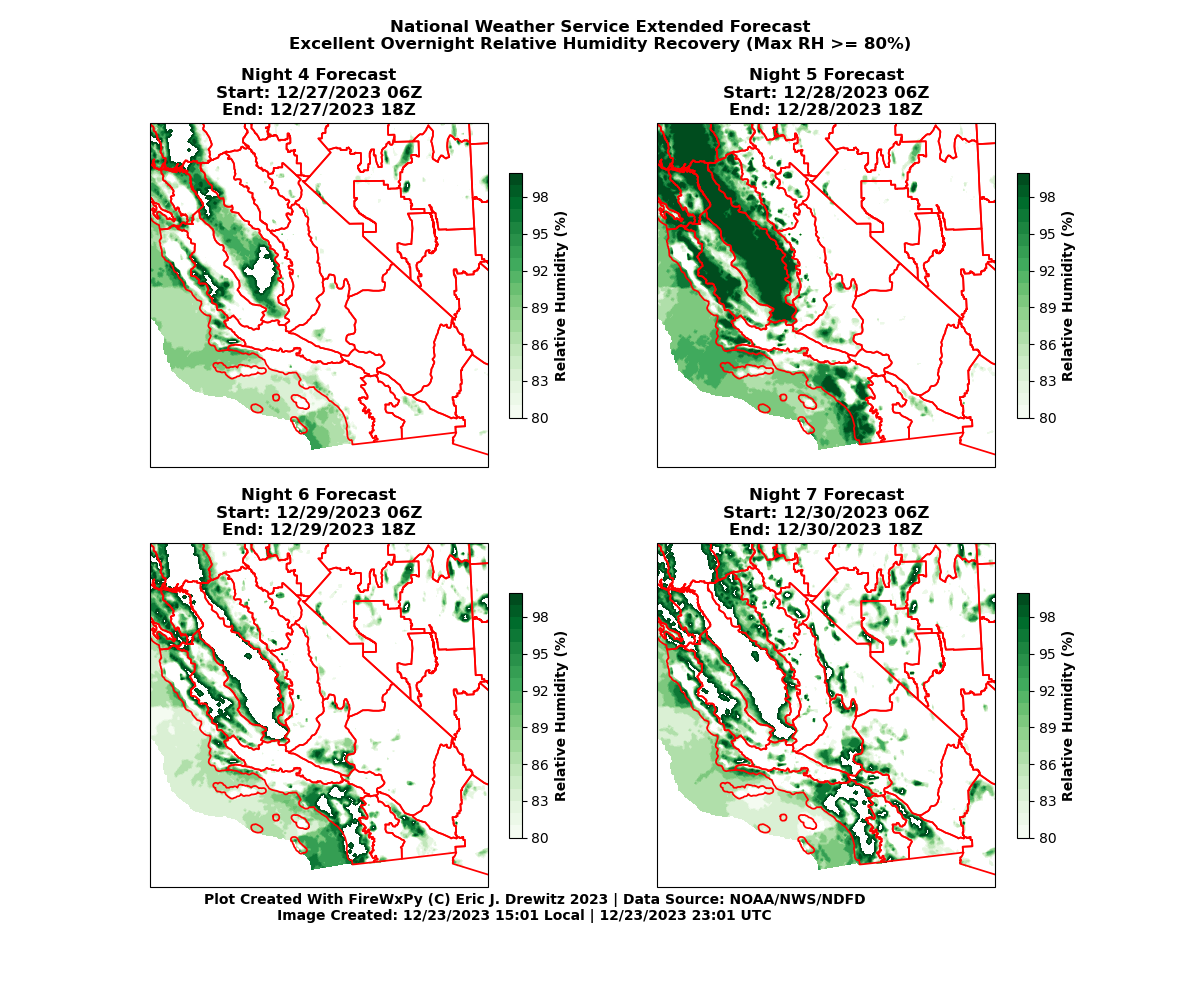 National Weather Service Extended Forecast
Excellent Overnight Relative Humidity Recovery (Max RH >= 80%)
Night 4 Forecast
Start: 12/27/2023 06Z
End: 12/27/2023 18Z
98
95
92
89
86
83
80
Relative Humidity (%)
Night 5 Forecast
Start: 12/28/2023 06Z
End: 12/28/2023 18Z
98
95
92
89
86
83
80
Relative Humidity (%)
Night 6 Forecast
Start: 12/29/2023 06Z
End: 12/29/2023 18Z
98
95
92
89
86
83
80
Relative Humidity (%)
Night 7 Forecast
Start: 12/30/2023 06Z
End: 12/30/2023 18Z
98
95
92
89
86
83
80
Relative Humidity (%)
Plot Created With FireWxPy (C) Eric J. Drewitz 2023 | Data Source: NOAA/NWS/NDFD
Image Created: 12/23/2023 15:01 Local | 12/23/2023 23:01 UTC